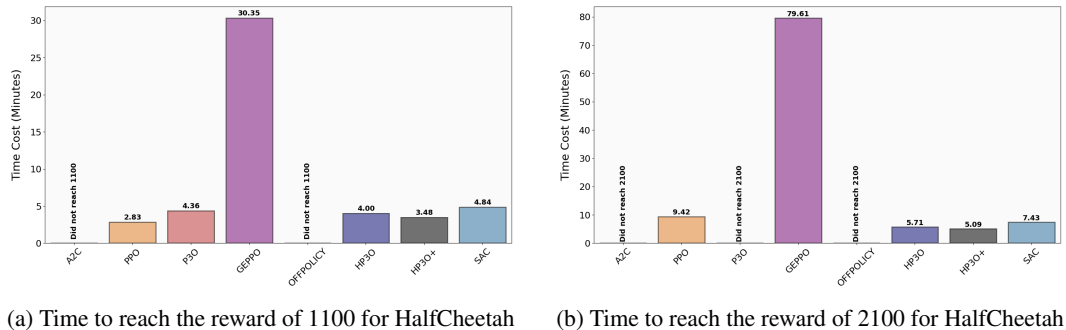 Time Cost (Minutes)
30
25
20
15
10
5
0
Did not reach 1100
2.83
4.36
30.35
Did not reach 1100
4.00
3.48
4.84
A2C
PPO
P3O
GEPPO
OFFPOLICY
HP3O
HP3O+
SAC
(a) Time to reach the reward of 1100 for HalfCheetah
Time Cost (Minutes)
80
70
60
50
40
30
20
10
0
Did not reach 2100
9.42
Did not reach 2100
79.61
Did not reach 2100
5.71
5.09
7.43
A2C
PPO
P3O
GEPPO
OFFPOLICY
HP3O
HP3O+
SAC
(b) Time to reach the reward of 2100 for HalfCheetah